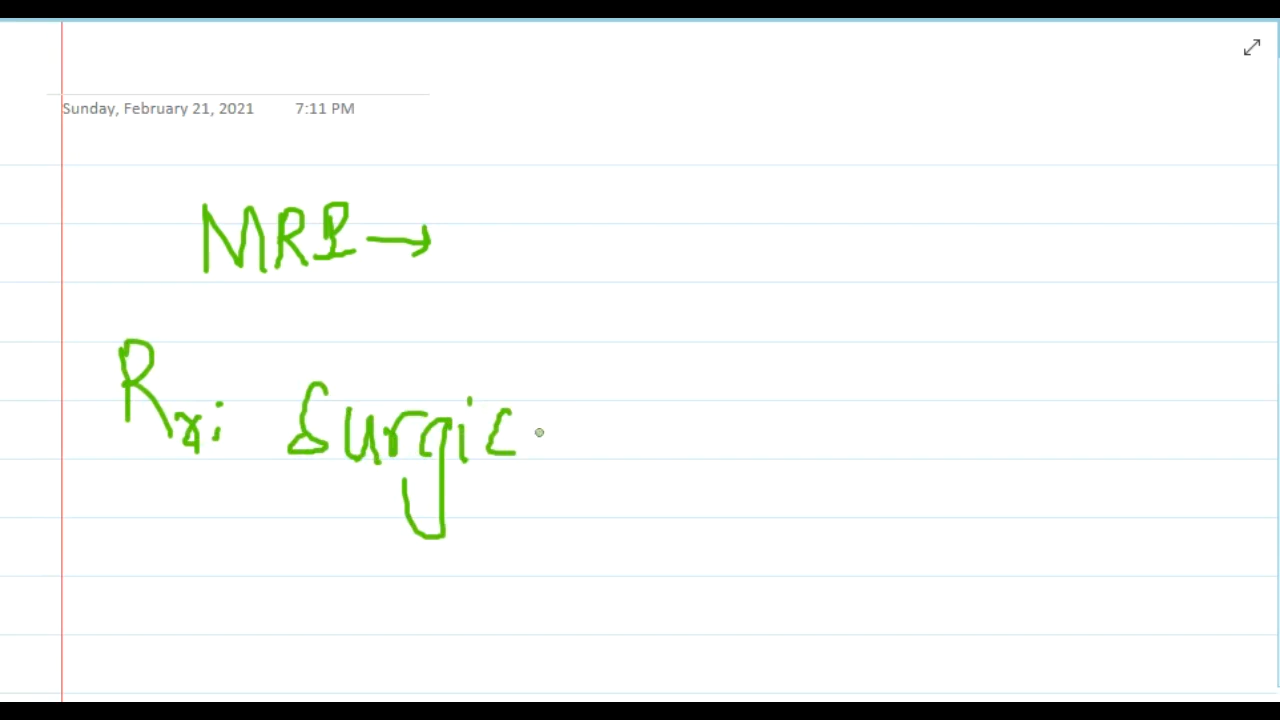 Sunday, February 21, 2021 7:11 PM
MRI →
Rx: Surgic